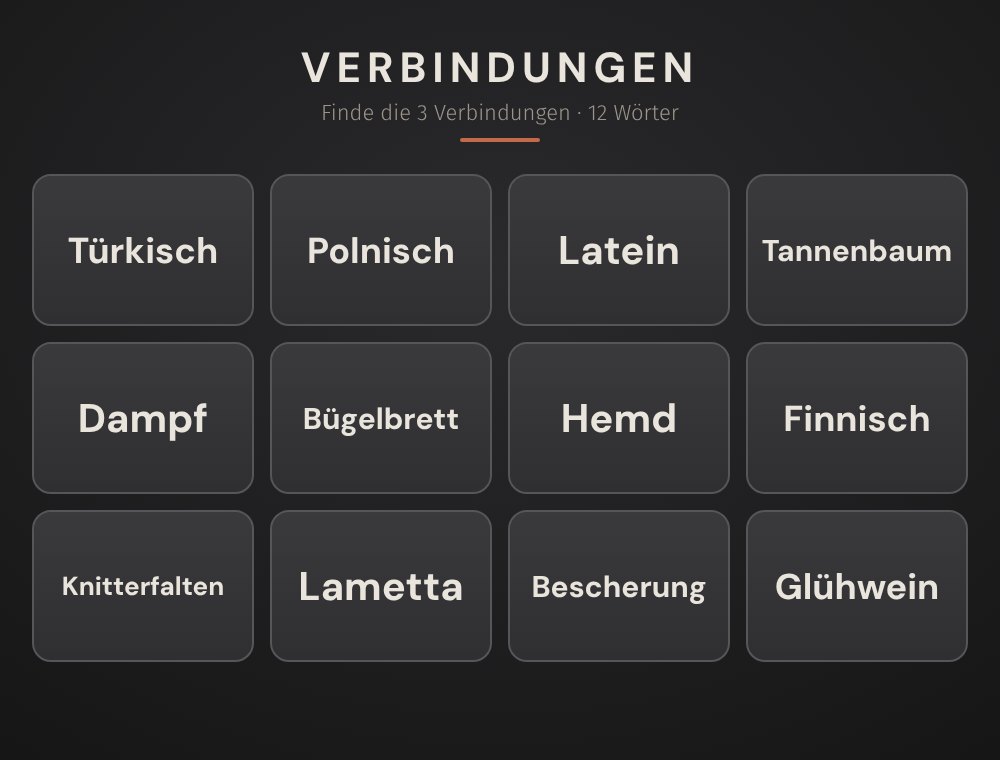 VERBINDUNGEN
Finde die 3 Verbindungen · 12 Wörter
Türkisch Polnisch Latein Tannenbaum
Dampf Bügelbrett Hemd Finnisch
Knitterfalten Lametta Bescherung Glühwein